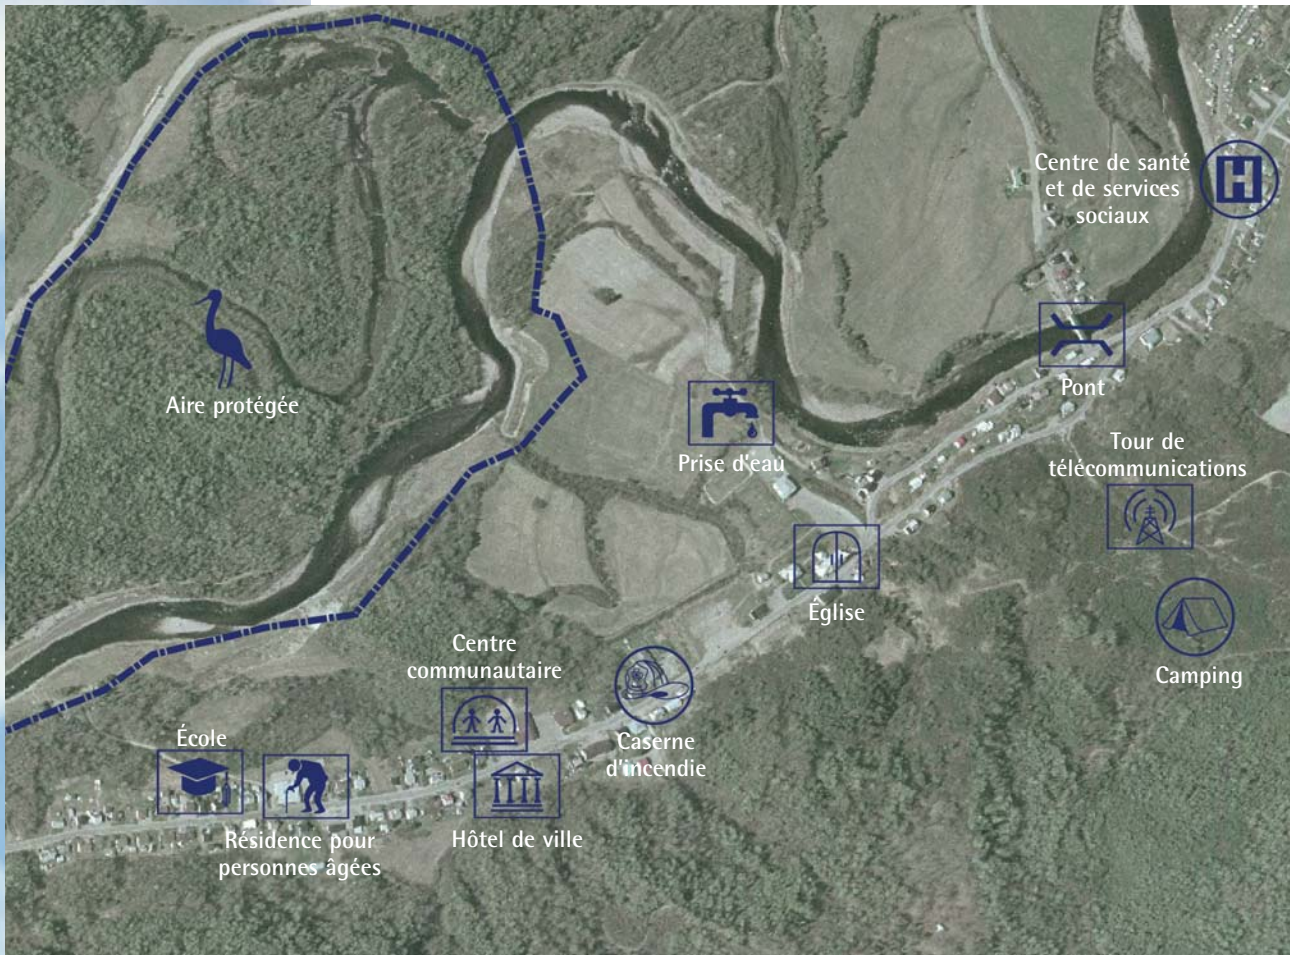 Centre de santé
et de services
sociaux
H
Aire protégée
Pont
Prise d'eau
Tour de
télécommunications
Église
Camping
Centre
communautaire
Caserne
d'incendie
École
Résidence pour
personnes âgées
Hôtel de ville